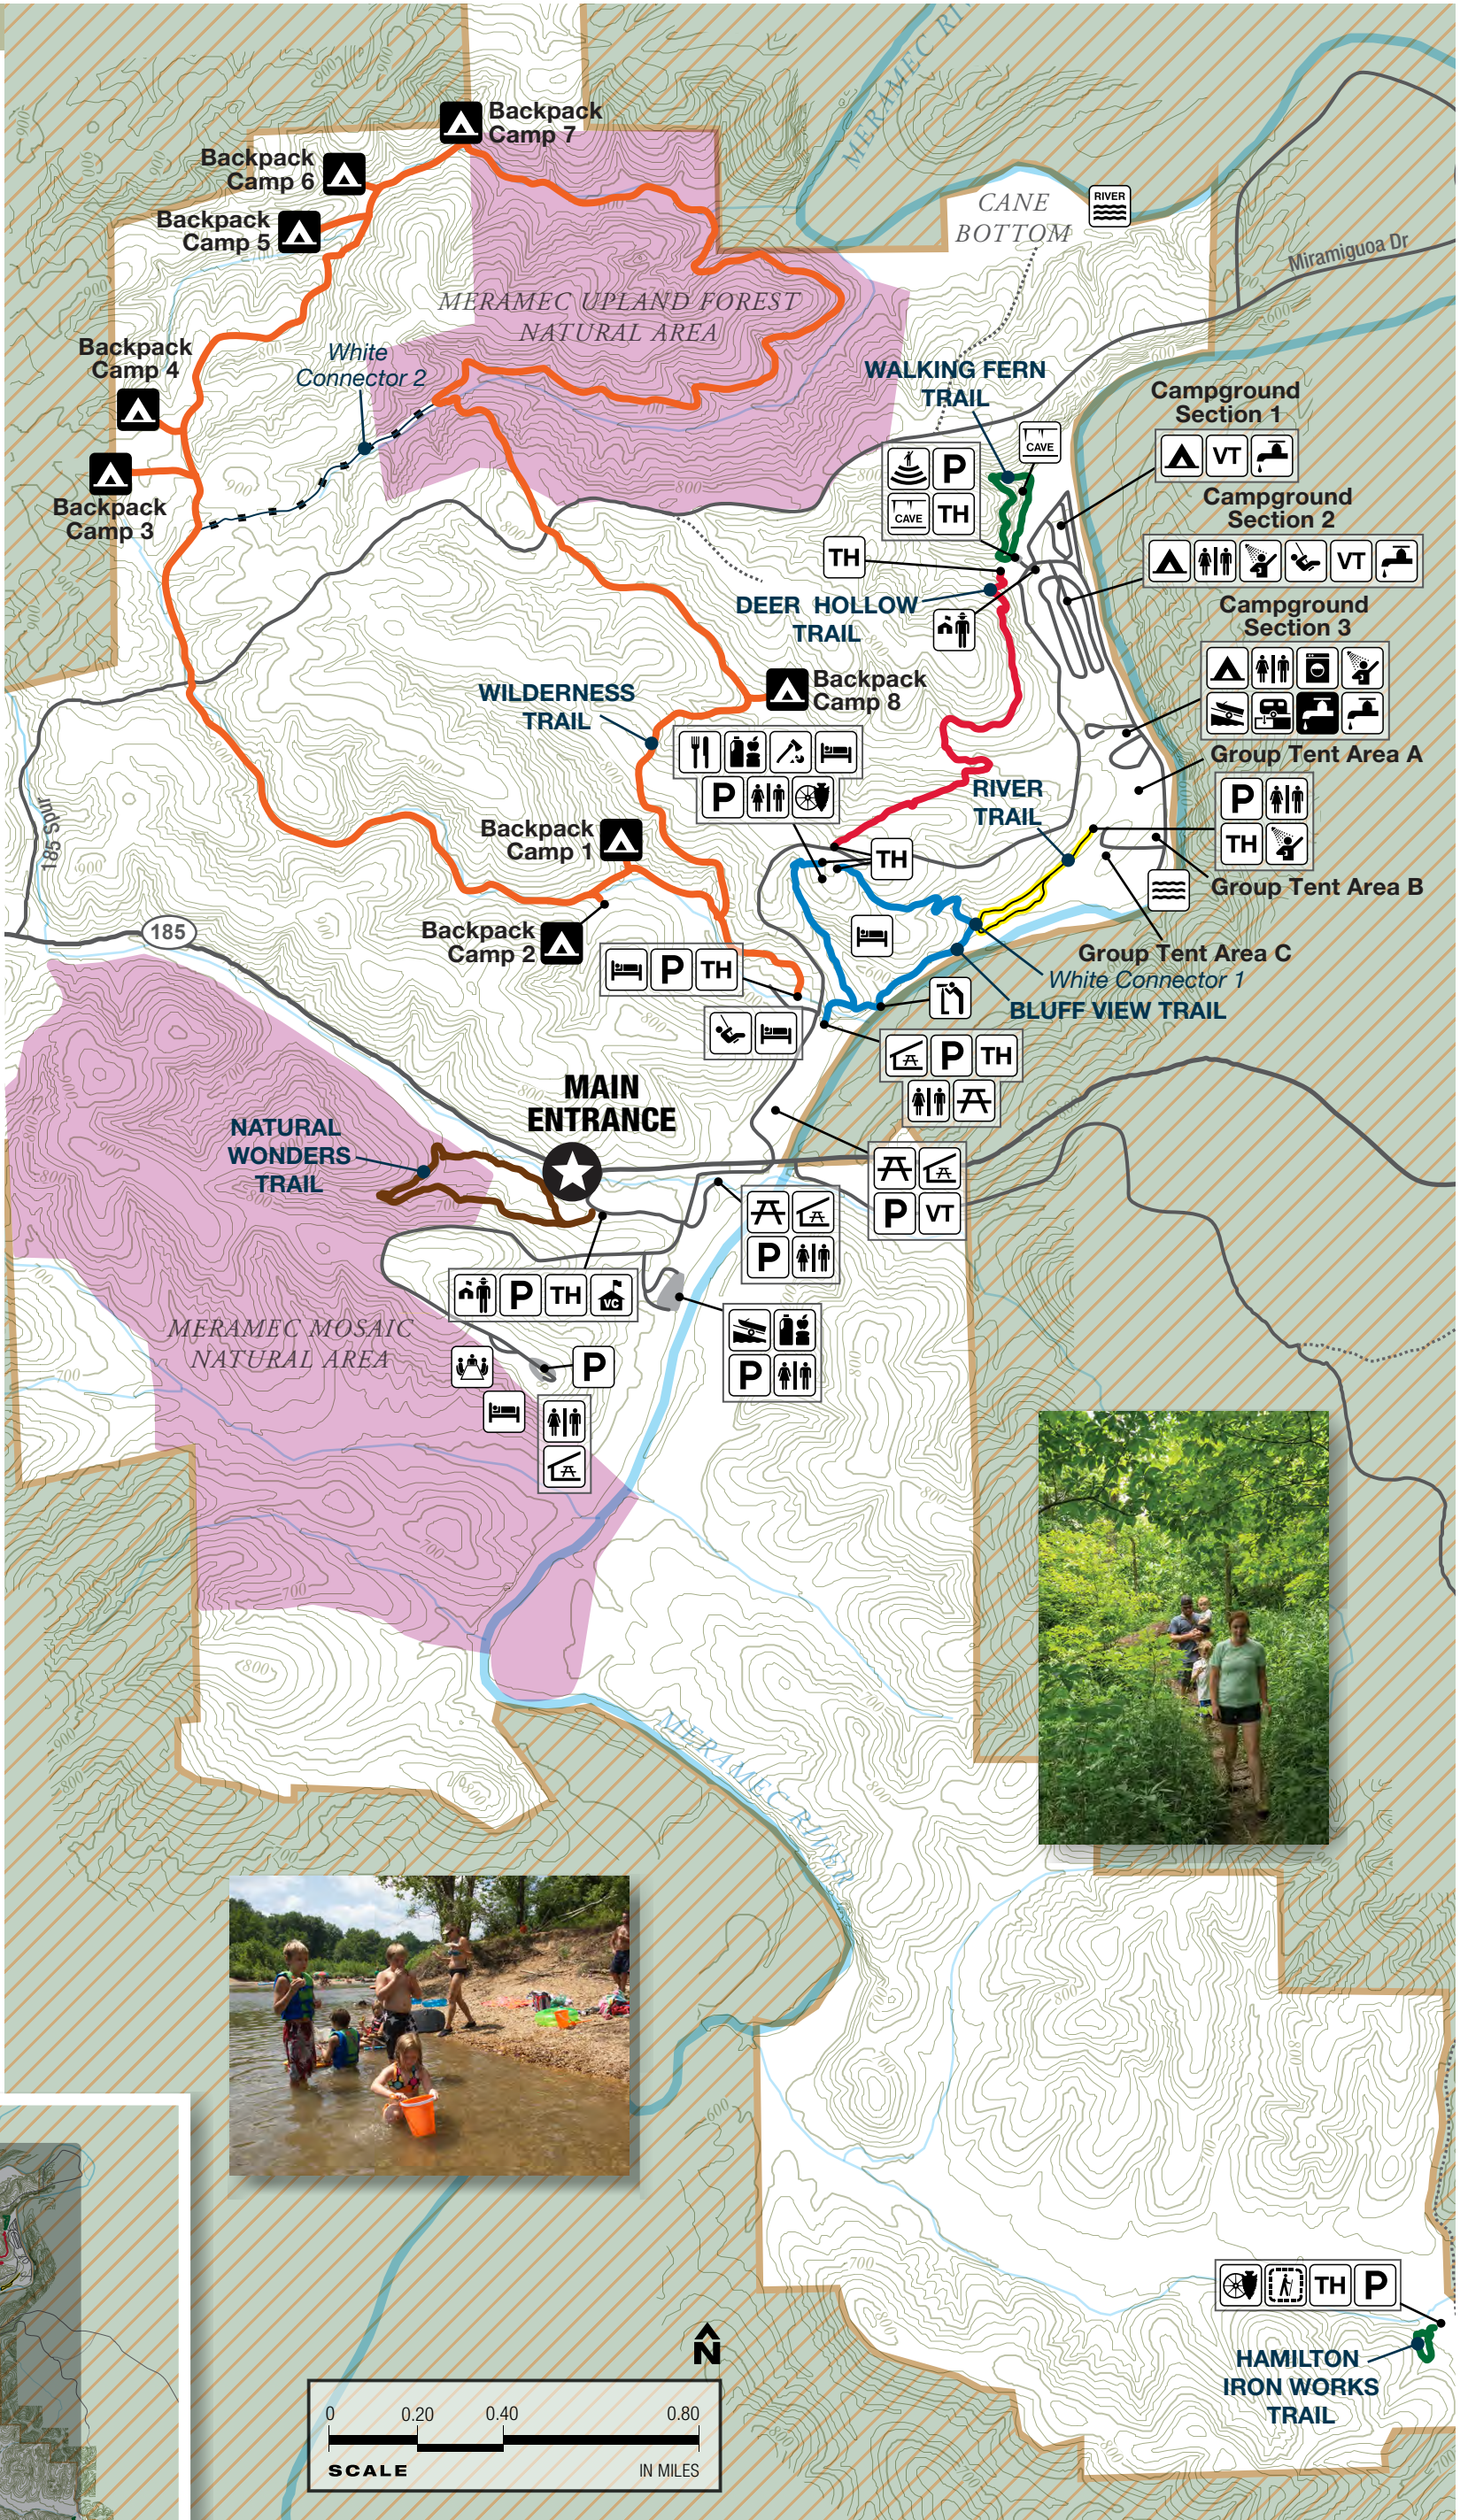 MERAMEC RI
Backpack
Camp 7
Backpack
Camp 6
Backpack
Camp 5
CANE
BOTTOM
RIVER
Miramiguoa Dr
MERAMEC UPLAND FOREST
NATURAL AREA
Backpack
Camp 4
White
Connector 2
Backpack
Camp 3
WALKING FERN
TRAIL
CAVE
P
CAVE
TH
Campground
Section 1
VT
Campground
Section 2
VT
TH
DEER HOLLOW
TRAIL
Campground
Section 3
Group Tent Area A
WILDERNESS
TRAIL
Backpack
Camp 8
P
RIVER
TRAIL
P
TH
Group Tent Area B
185 Spur
Backpack
Camp 1
TH
185
Backpack
Camp 2
P
TH
Group Tent Area C
White Connector 1
BLUFF VIEW TRAIL
P
TH
MAIN
ENTRANCE
NATURAL
WONDERS
TRAIL
P
VT
P
P
TH
VC
MERAMEC MOSAIC
NATURAL AREA
P
P
MERAMEC RIVER
900
800
700
600
TH
P
HAMILTON
IRON WORKS
TRAIL
N
0
0.20
0.40
0.80
SCALE
IN MILES